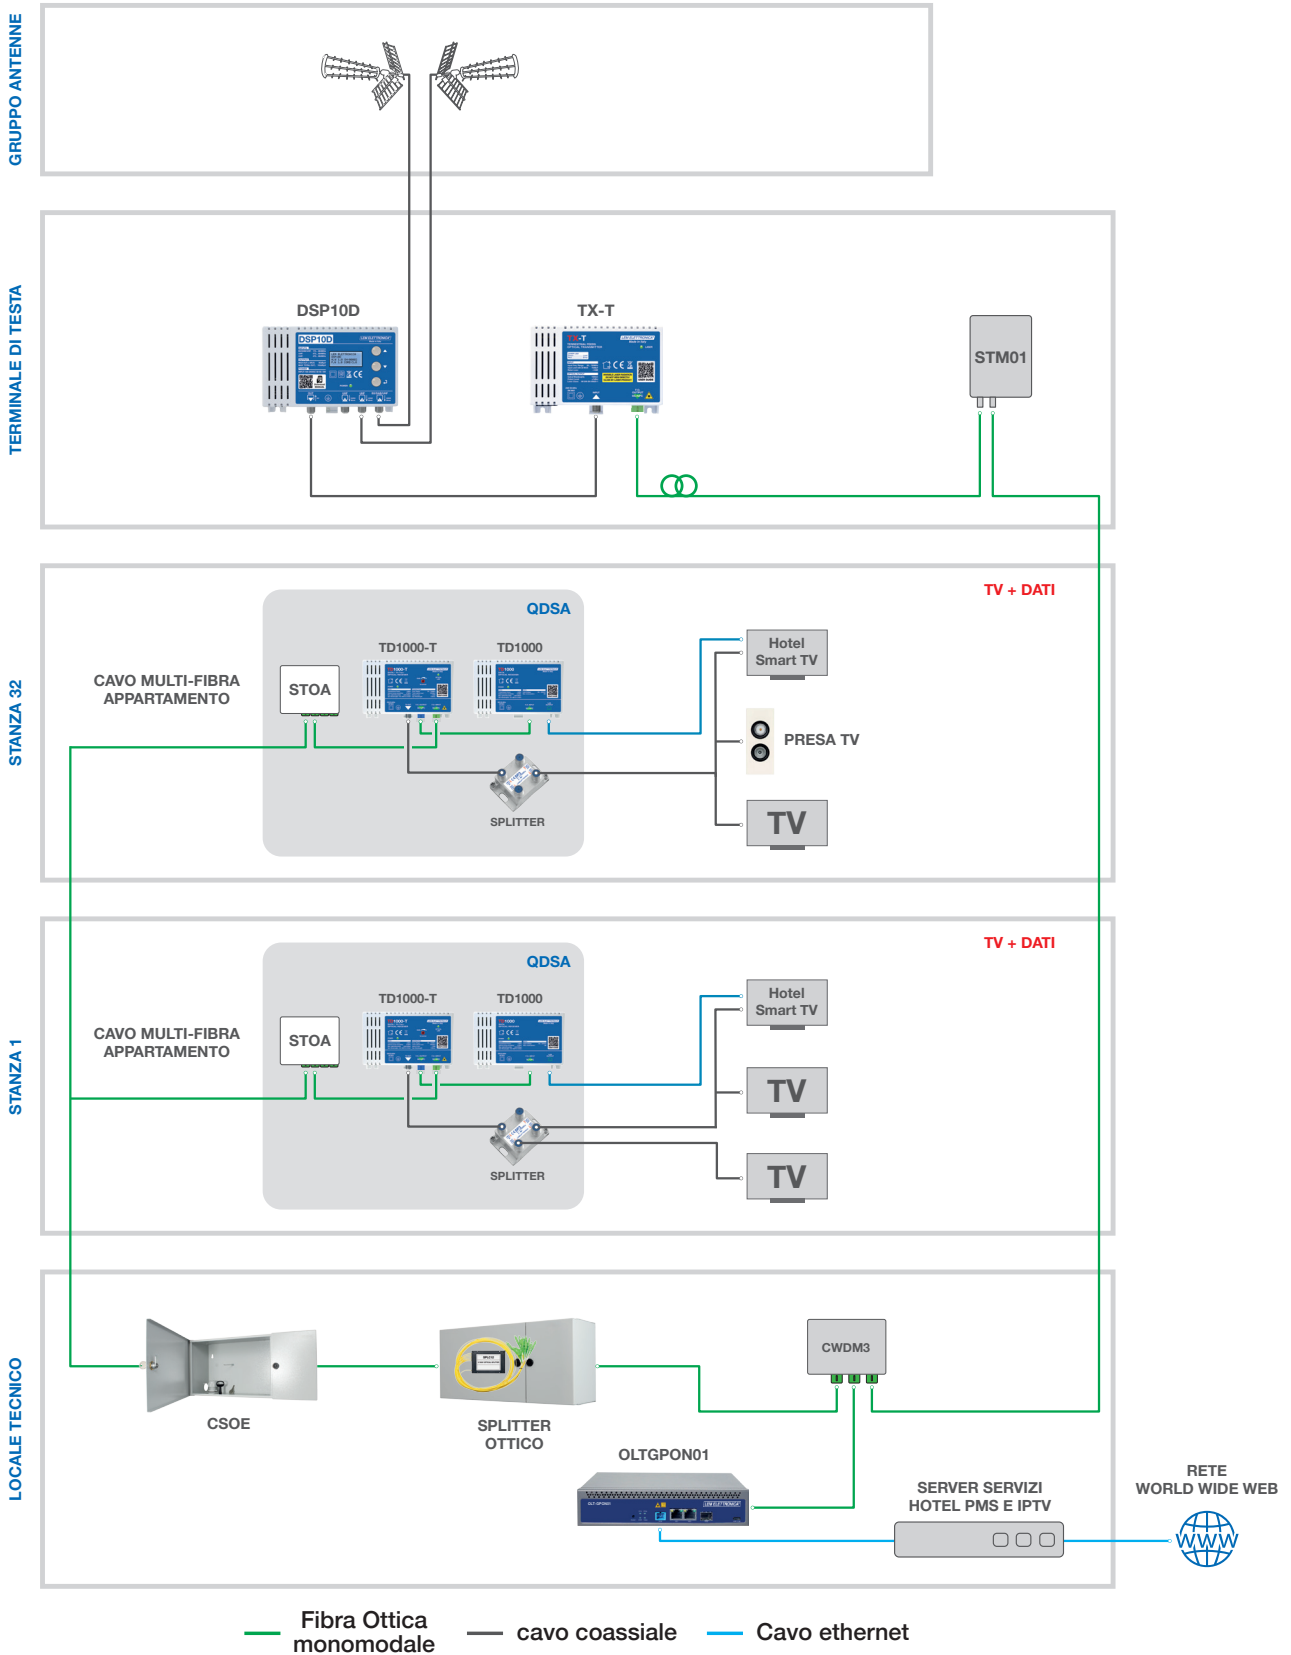 GRUPPO ANTENNE
TERMINALE DI TESTA
DSP10D
DSP10D
TX-T
TX-T
STM01
STANZA 32
TV + DATI
QDSA
TD1000-T
TD1000
CAVO MULTI-FIBRA
APPARTAMENTO
STOA
Hotel
Smart TV
PRESA TV
TV
SPLITTER
STANZA 1
TV + DATI
QDSA
TD1000-T
TD1000
CAVO MULTI-FIBRA
APPARTAMENTO
STOA
Hotel
Smart TV
TV
TV
SPLITTER
LOCALE TECNICO
CSOE
SPLITTER
OTTICO
CWDM3
OLTGPON01
SERVER SERVIZI
HOTEL PMS E IPTV
RETE
WORLD WIDE WEB
WWW
Fibra Ottica
monomodale
cavo coassiale
Cavo ethernet